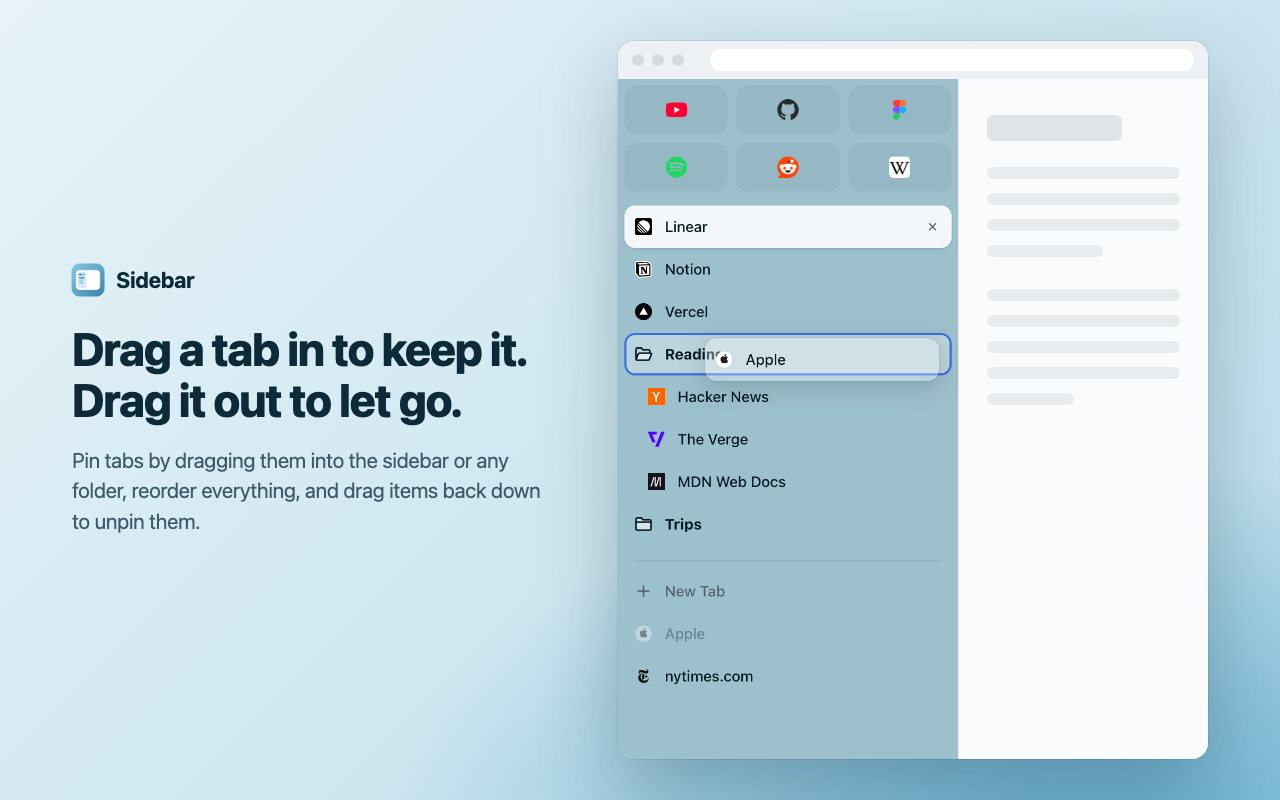 Sidebar
Drag a tab in to keep it.
Drag it out to let go.
Pin tabs by dragging them into the sidebar or any
folder, reorder everything, and drag items back down
to unpin them.
W
Linear
Notion
Vercel
Reading
Apple
Hacker News
The Verge
MDN Web Docs
Trips
New Tab
Apple
nytimes.com